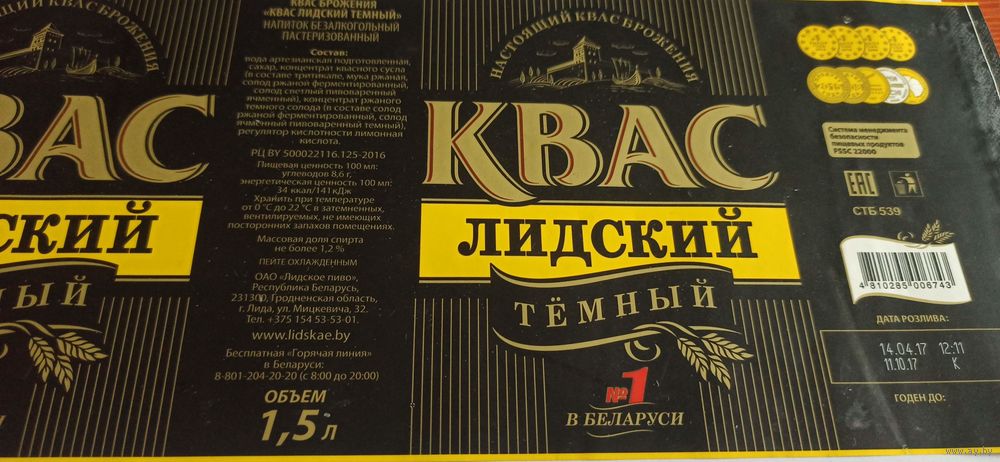 НАСТОЯЩИЙ КВАС БРОЖЕНИЯ
ВАС
СКИЙ
НЫЙ
КВАС БРОЖЕНИЯ
«КВАС ЛИДСКИЙ ТЕМНЫЙ»
НАПИТОК БЕЗАЛКОГОЛЬНЫЙ
ПАСТЕРИЗОВАННЫЙ
Состав:
вода артезианская подготовленная,
сахар, концентрат квасного сусла
(в составе тритикале, мука ржаная,
солод ржаной ферментированный,
солод светлый пивоваренный
ячменный), концентрат ржаного
темного солода (в составе солод
ржаной ферментированный, солод
ячменный пивоваренный темный),
регулятор кислотности лимонная
кислота.
РЦ BY 500022116.125-2016
Пищевая ценность 100 мл:
углеводов 8,6 г,
энергетическая ценность 100 мл:
34 ккал/141 кДж
Хранить при температуре
от 0 °С до 22 °С в затемненных,
вентилируемых, не имеющих
посторонних запахов помещениях.
Массовая доля спирта
не более 1,2 %
ПЕЙТЕ ОХЛАЖДЕННЫМ
ОАО «Лидское пиво»,
Республика Беларусь,
231300, Гродненская область,
г. Лида, ул. Мицкевича, 32.
Тел. +375 154 53-53-01.
www.lidskae.by
Бесплатная «Горячая линия»
в Беларуси:
8-801-204-20-20 (с 8:00 до 20:00)
ОБЪЕМ
1,5 л
НАСТОЯЩИЙ КВАС БРОЖЕНИЯ
КВАС
ЛИДСКИЙ
ТЁМНЫЙ
№1
В БЕЛАРУСИ
Система менеджмента
безопасности
пищевых продуктов
FSSC 22000
EAC
СТБ 539
4 810285 006743
ДАТА РОЗЛИВА:
14.04.17 12:11
11.10.17 К
ГОДЕН ДО:
www.ay.by